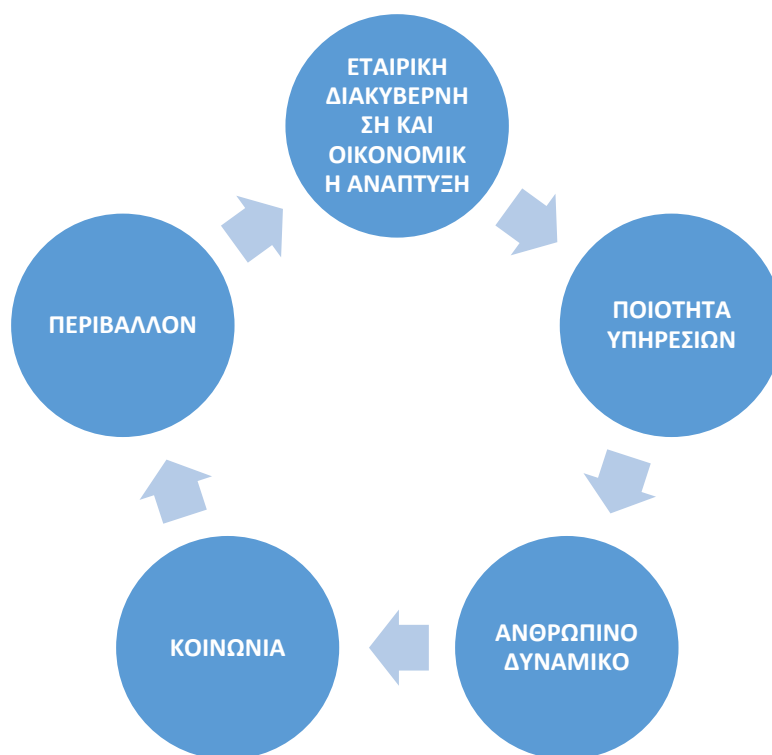 ΕΤΑΙΡΙΚΗ
ΔΙΑΚΥΒΕΡΝΗ
ΣΗ ΚΑΙ
ΟΙΚΟΝΟΜΙΚ
Η ΑΝΑΠΤΥΞΗ
ΠΟΙΟΤΗΤΑ
ΥΠΗΡΕΣΙΩΝ
ΑΝΘΡΩΠΙΝΟ
ΔΥΝΑΜΙΚΟ
ΚΟΙΝΩΝΙΑ
ΠΕΡΙΒΑΛΛΟΝ